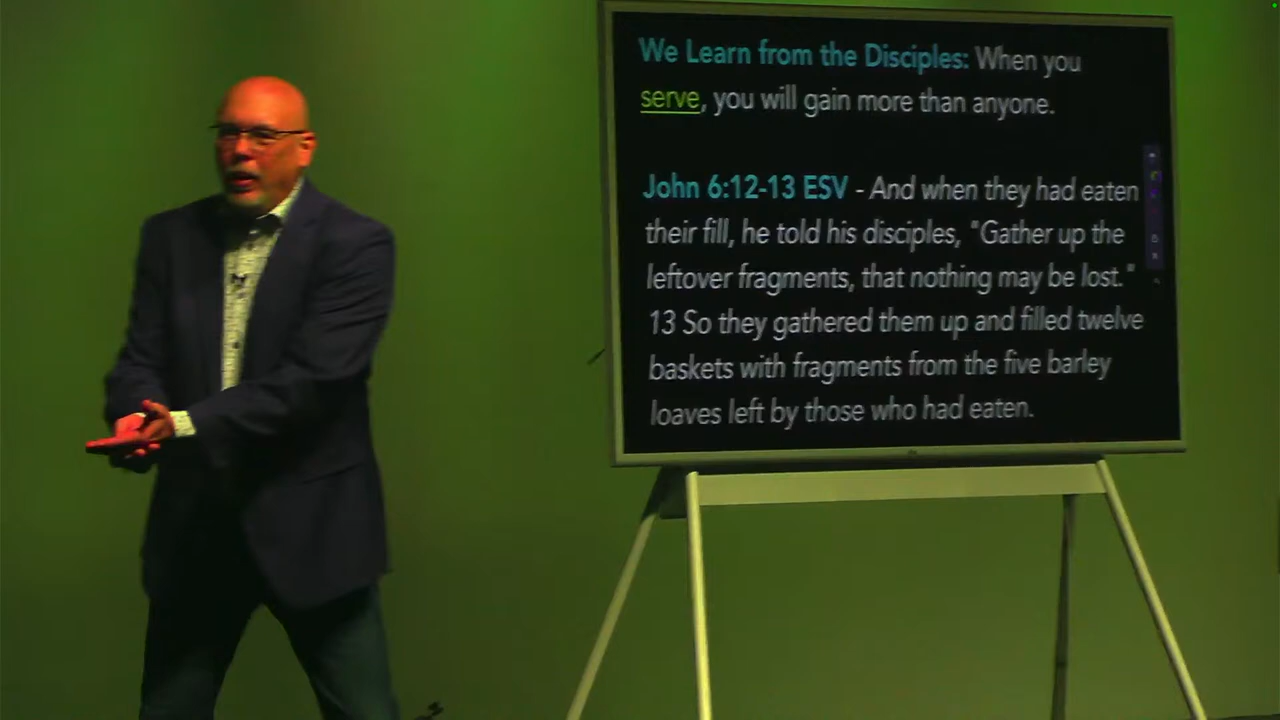 We Learn from the Disciples: When you
serve, you will gain more than anyone.
John 6:12-13 ESV - And when they had eaten
their fill, he told his disciples, "Gather up the
leftover fragments, that nothing may be lost."
13 So they gathered them up and filled twelve
baskets with fragments from the five barley
loaves left by those who had eaten.